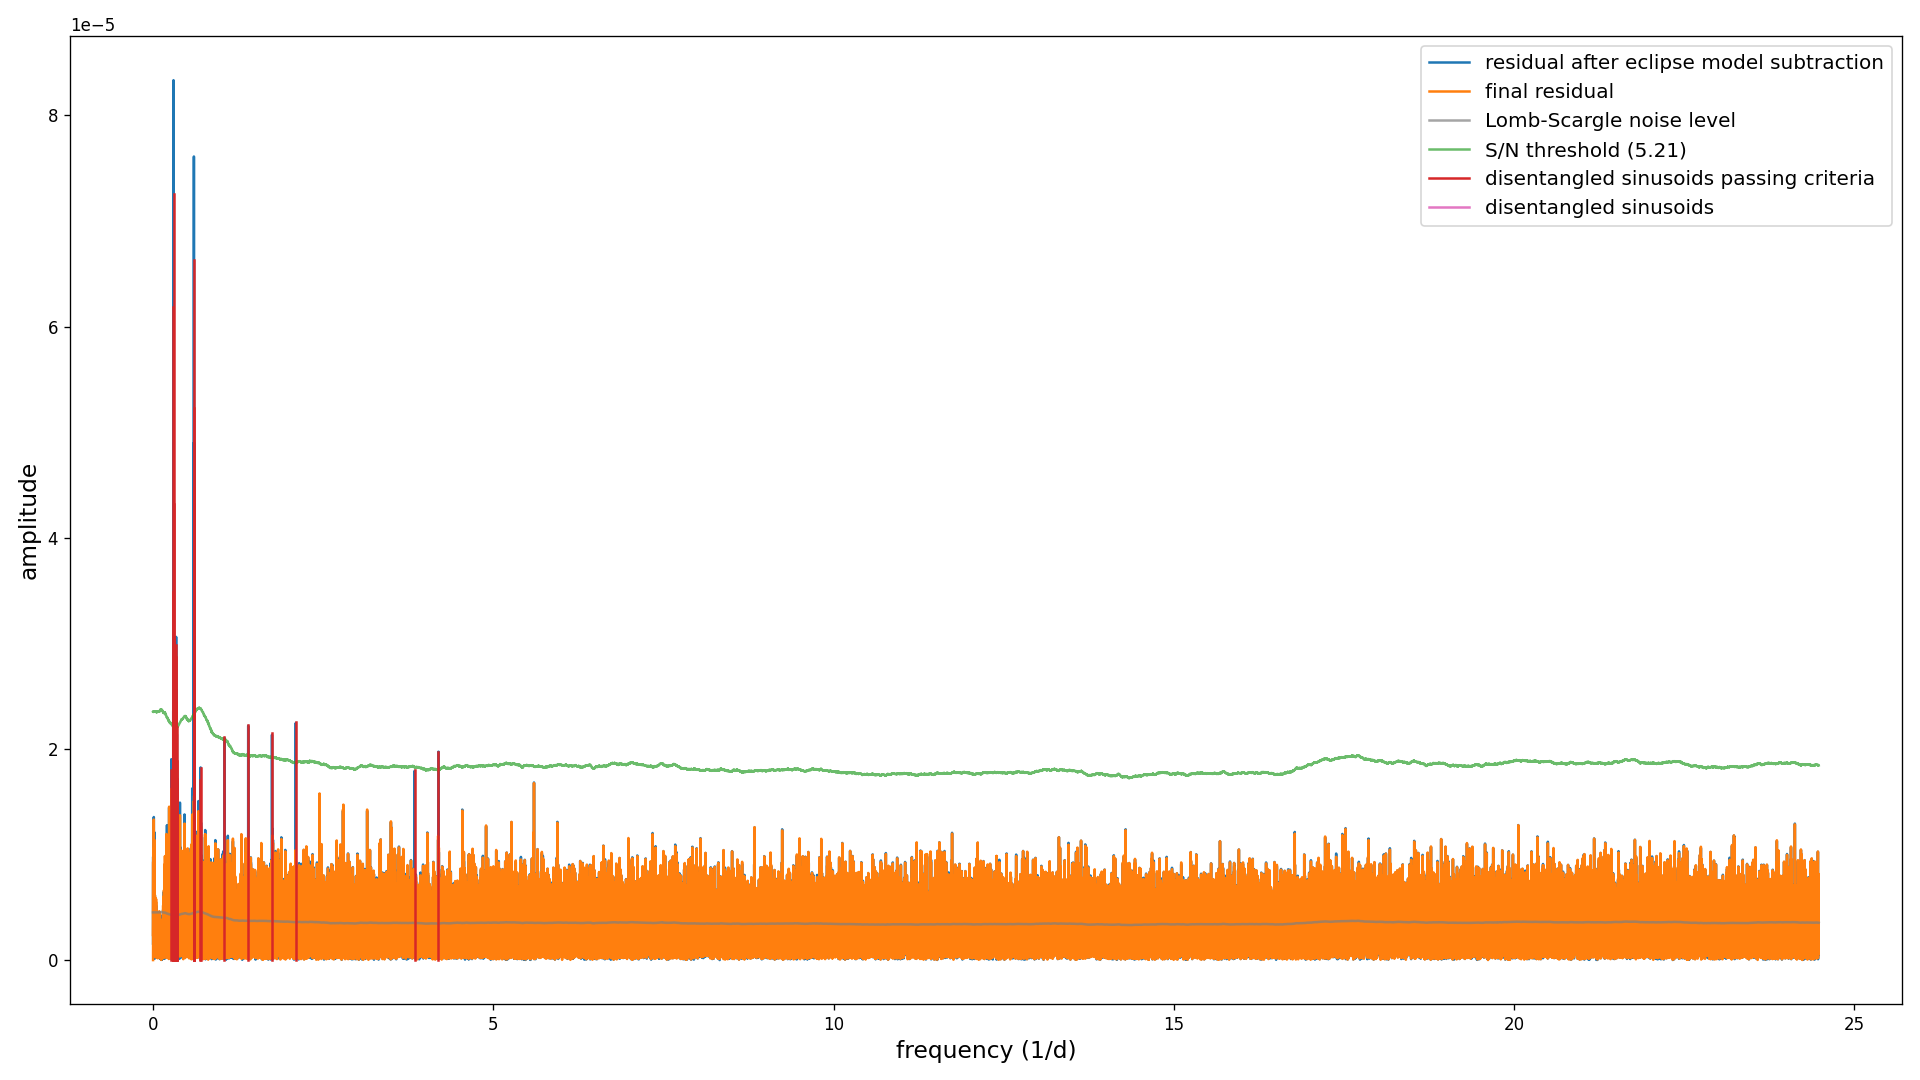 1e−5
8
6
4
2
0
amplitude
residual after eclipse model subtraction
final residual
Lomb-Scargle noise level
S/N threshold (5.21)
disentangled sinusoids passing criteria
disentangled sinusoids
0 5 10 15 20 25
frequency (1/d)